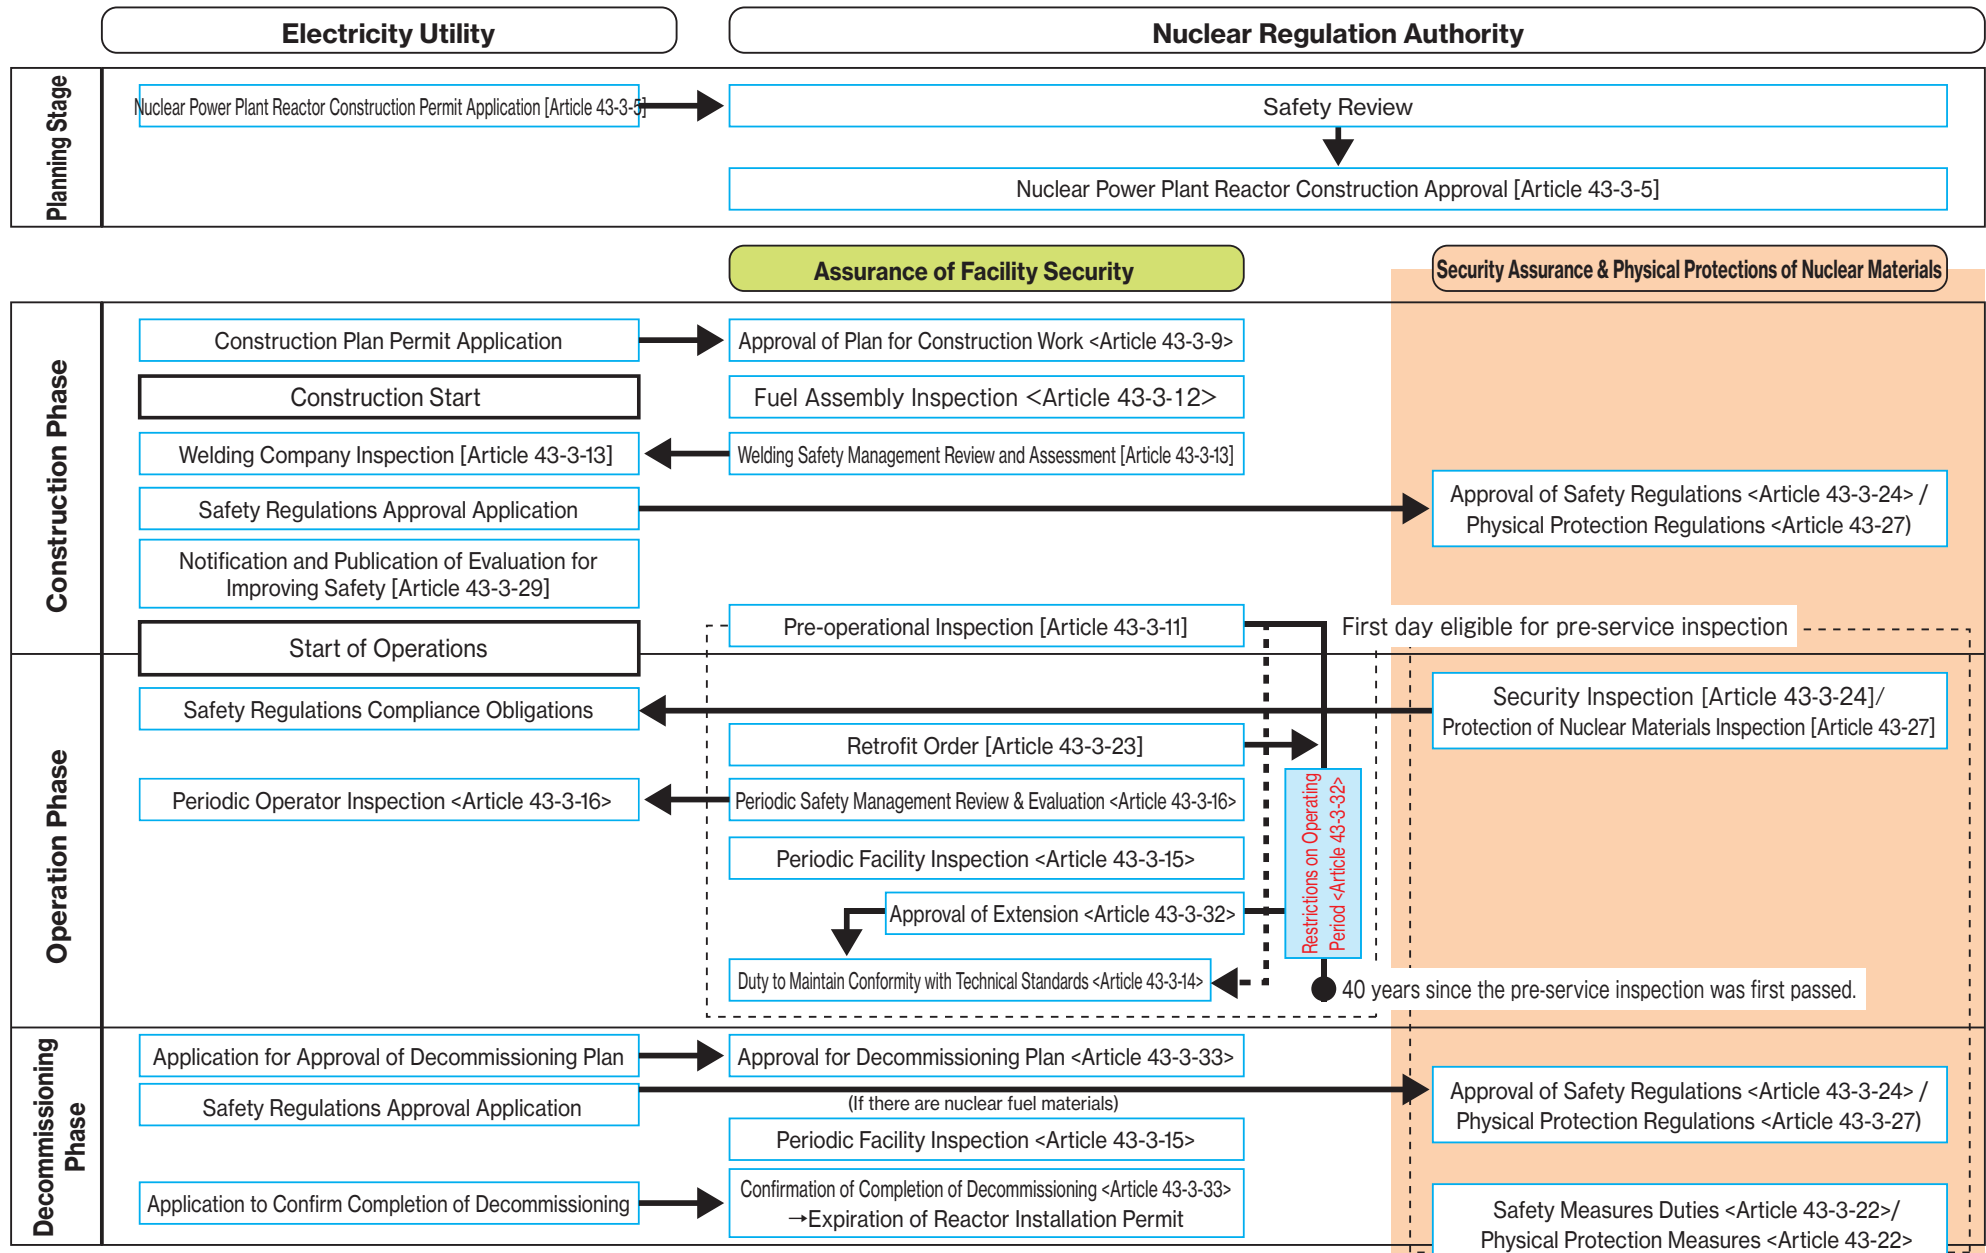 Electricity Utility
Nuclear Regulation Authority
Planning Stage
Nuclear Power Plant Reactor Construction Permit Application [Article 43-3-5]
Safety Review
Nuclear Power Plant Reactor Construction Approval [Article 43-3-5]
Assurance of Facility Security
Security Assurance & Physical Protections of Nuclear Materials
Construction Phase
Construction Plan Permit Application
Approval of Plan for Construction Work <Article 43-3-9>
Construction Start
Fuel Assembly Inspection <Article 43-3-12>
Welding Company Inspection [Article 43-3-13]
Welding Safety Management Review and Assessment [Article 43-3-13]
Safety Regulations Approval Application
Approval of Safety Regulations <Article 43-3-24> /
Physical Protection Regulations <Article 43-27)
Notification and Publication of Evaluation for
Improving Safety [Article 43-3-29]
Pre-operational Inspection [Article 43-3-11]
First day eligible for pre-service inspection
Start of Operations
Operation Phase
Safety Regulations Compliance Obligations
Security Inspection [Article 43-3-24]/
Protection of Nuclear Materials Inspection [Article 43-27]
Retrofit Order [Article 43-3-23]
Restrictions on Operating
Period <Article 43-3-32>
Periodic Operator Inspection <Article 43-3-16>
Periodic Safety Management Review & Evaluation <Article 43-3-16>
Periodic Facility Inspection <Article 43-3-15>
Approval of Extension <Article 43-3-32>
Duty to Maintain Conformity with Technical Standards <Article 43-3-14>
40 years since the pre-service inspection was first passed.
Decommissioning
Phase
Application for Approval of Decommissioning Plan
Approval for Decommissioning Plan <Article 43-3-33>
Safety Regulations Approval Application
(If there are nuclear fuel materials)
Approval of Safety Regulations <Article 43-3-24> /
Physical Protection Regulations <Article 43-3-27)
Periodic Facility Inspection <Article 43-3-15>
Application to Confirm Completion of Decommissioning
Confirmation of Completion of Decommissioning <Article 43-3-33>
→Expiration of Reactor Installation Permit
Safety Measures Duties <Article 43-3-22>/
Physical Protection Measures <Article 43-22>